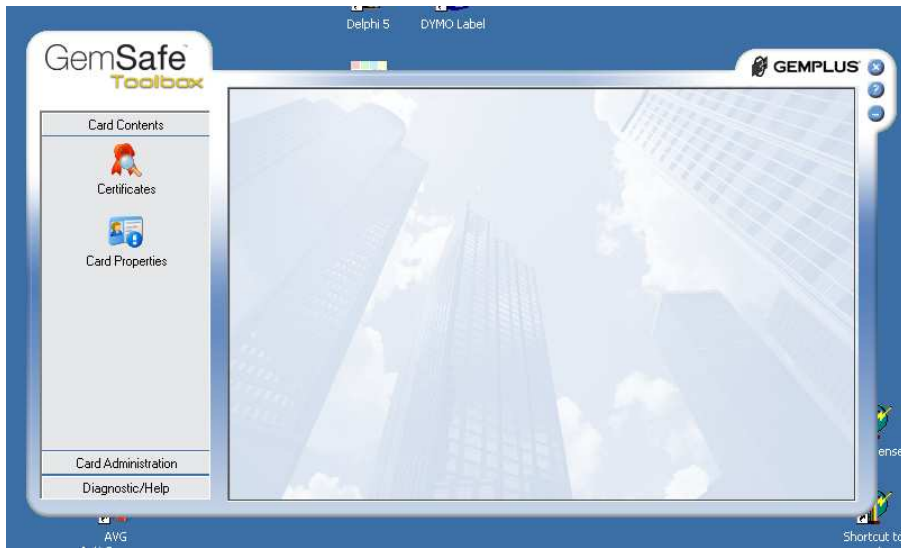 Delphi 5
DYMO Label
GemSafe
Toolbox
GEMPLUS
Card Contents
Certificates
Card Properties
Card Administration
Diagnostic/Help
AVG
Shortcut to